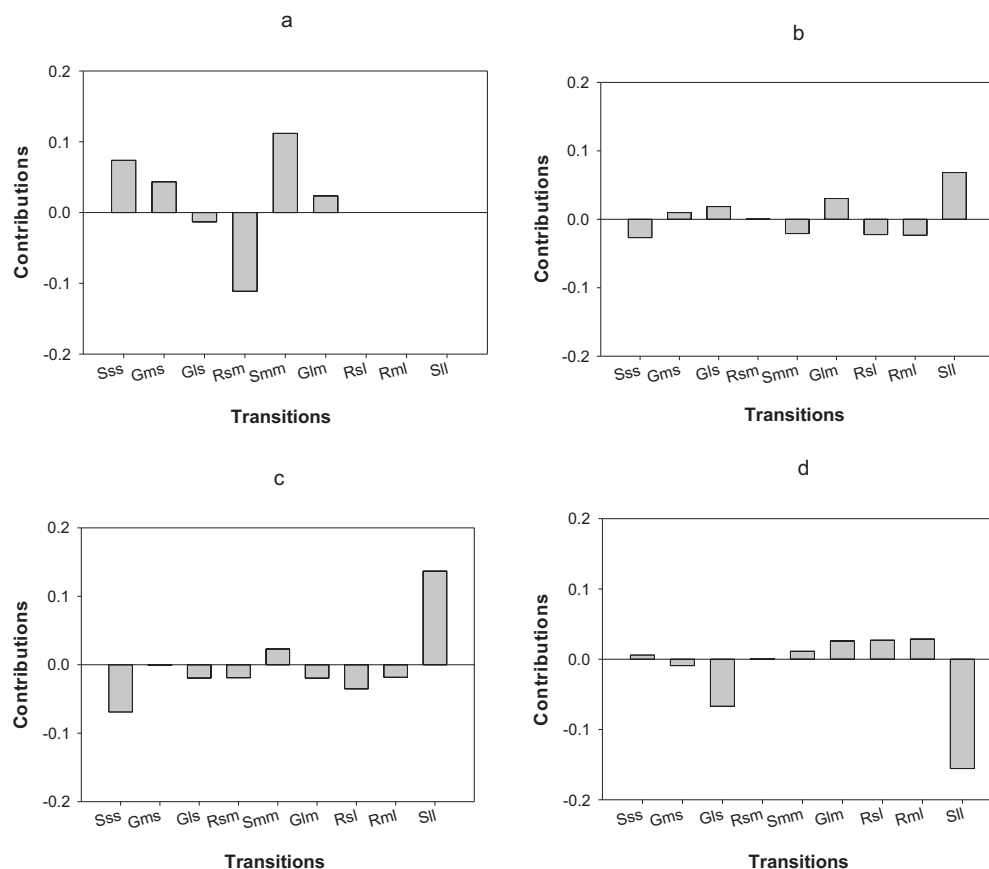 a
0.2
0.1
0.0
-0.1
-0.2
Contributions
Sss Gms Gls Rsm Smm Glm Rsl Rml Sll
Transitions
b
0.2
0.1
0.0
-0.1
-0.2
Contributions
Sss Gms Gls Rsm Smm Glm Rsl Rml Sll
Transitions
c
0.2
0.1
0.0
-0.1
-0.2
Contributions
Sss Gms Gls Rsm Smm Glm Rsl Rml Sll
Transitions
d
0.2
0.1
0.0
-0.1
-0.2
Contributions
Sss Gms Gls Rsm Smm Glm Rsl Rml Sll
Transitions